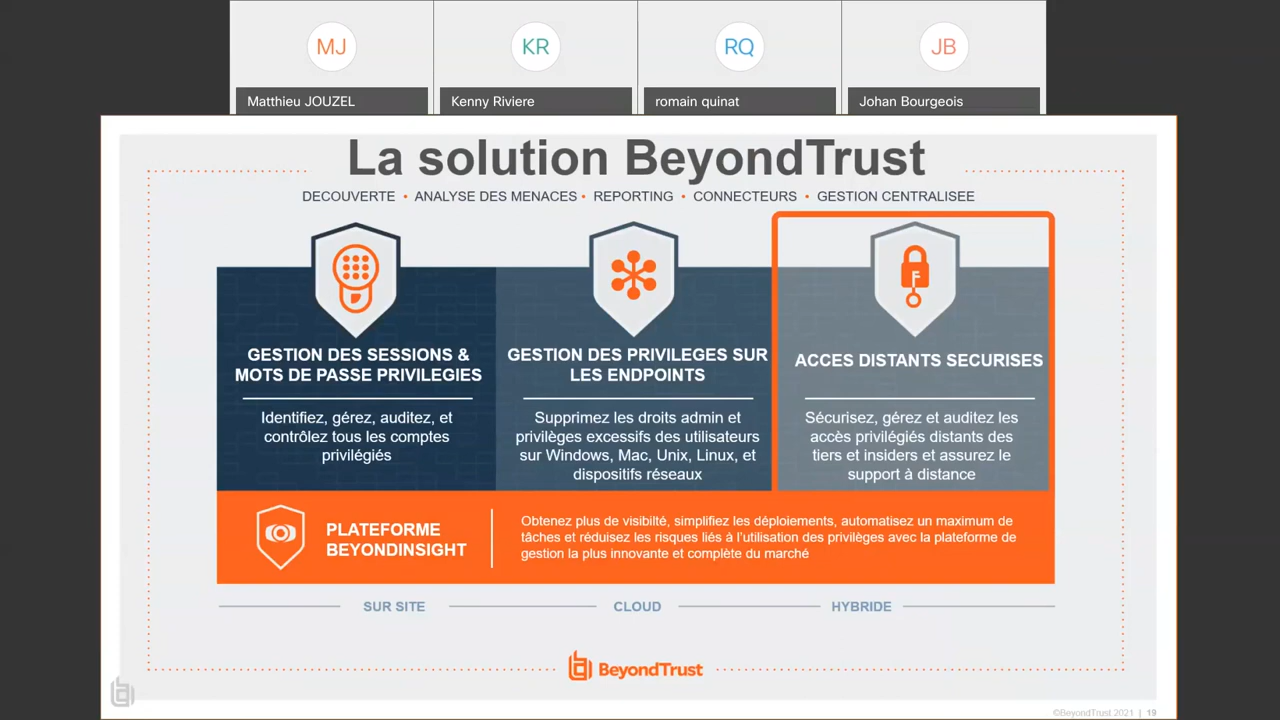 MJ
KR
RQ
JB
Matthieu JOUZEL
Kenny Riviere
romain quinat
Johan Bourgeois
La solution BeyondTrust
DECOUVERTE • ANALYSE DES MENACES • REPORTING • CONNECTEURS • GESTION CENTRALISEE
GESTION DES SESSIONS &
MOTS DE PASSE PRIVILEGIES
Identifiez, gérez, auditez, et
contrôlez tous les comptes
privilégiés
GESTION DES PRIVILEGES SUR
LES ENDPOINTS
Supprimez les droits admin et
privilèges excessifs des utilisateurs
sur Windows, Mac, Unix, Linux, et
dispositifs réseaux
ACCES DISTANTS SECURISES
Sécurisez, gérez et auditez les
accès privilégiés distants des
tiers et insiders et assurez le
support à distance
PLATEFORME
BEYONDINSIGHT
Obtenez plus de visibilté, simplifiez les déploiements, automatisez un maximum de
tâches et réduisez les risques liés à l'utilisation des privilèges avec la plateforme de
gestion la plus innovante et complète du marché
SUR SITE
CLOUD
HYBRIDE
BeyondTrust
©BeyondTrust 2021 | 19